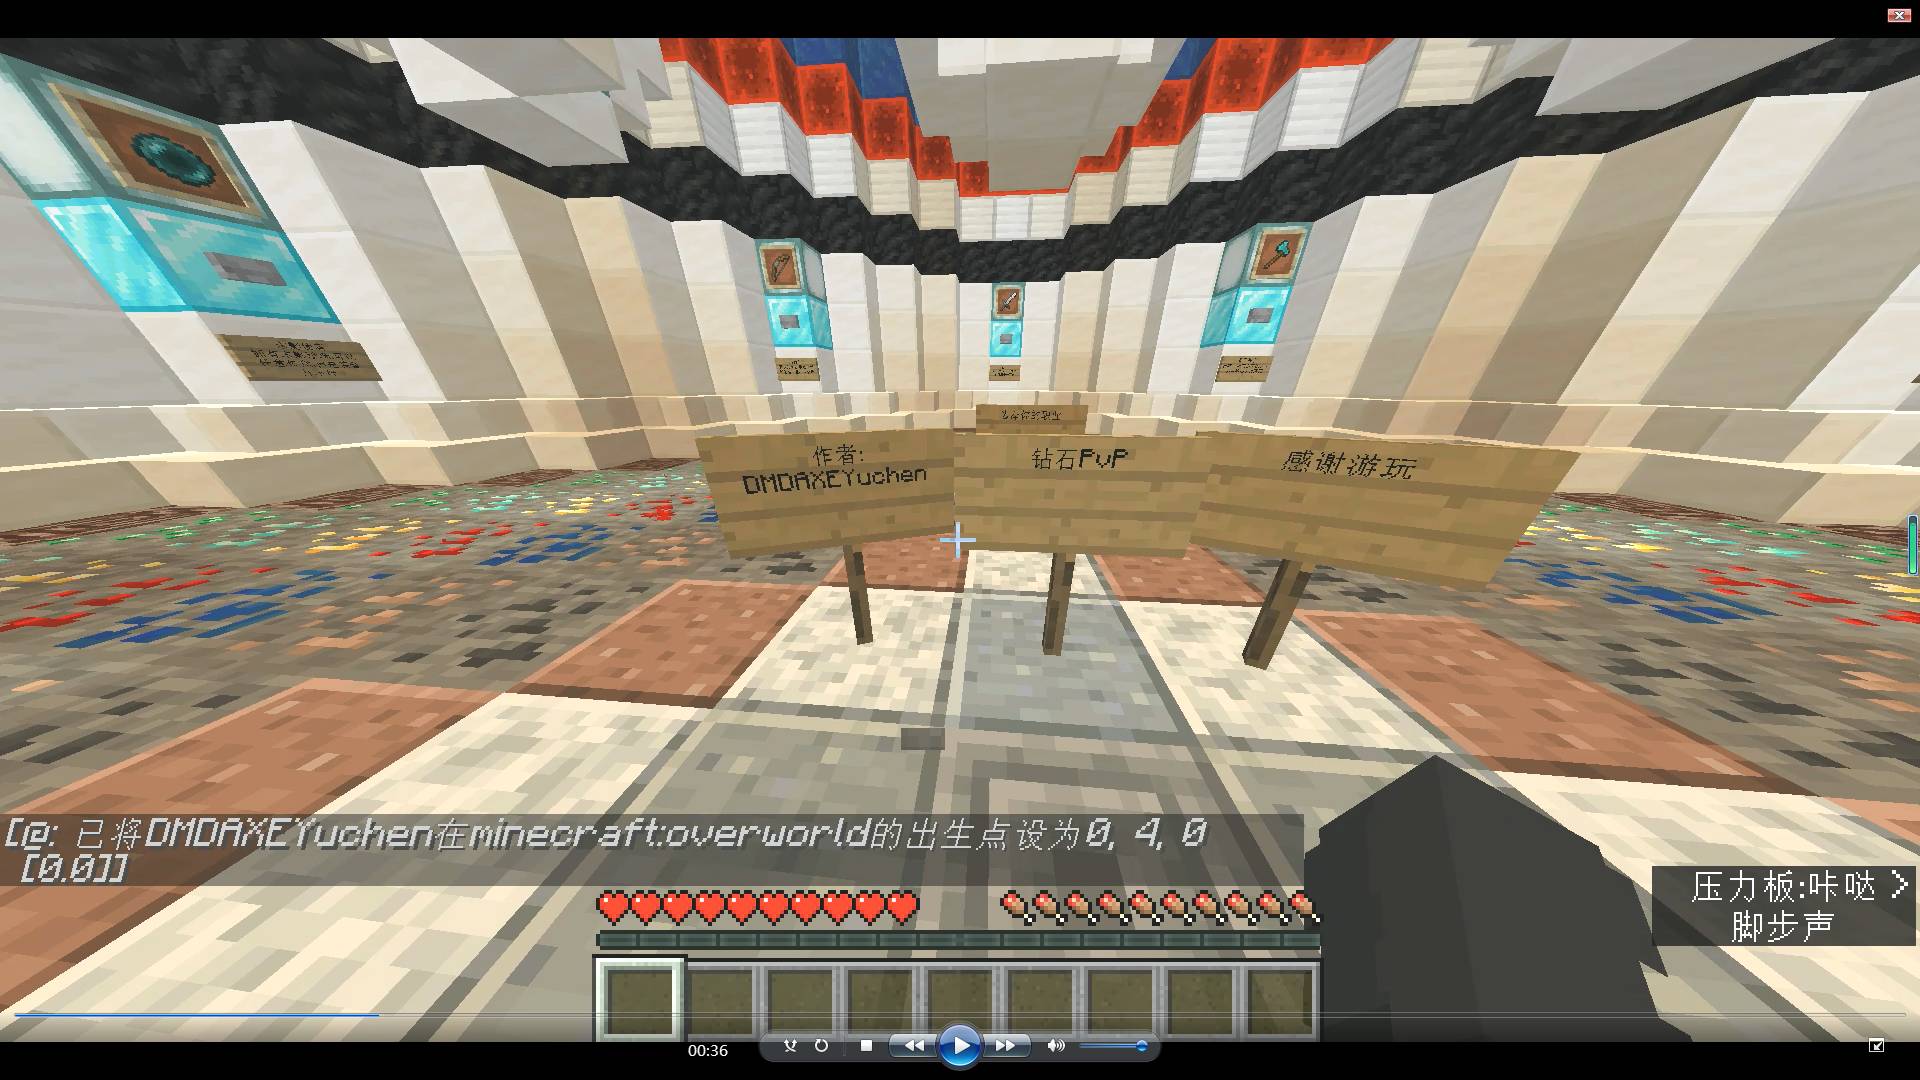 作者:
DMDAXEYuchen
钻石PvP
感谢游玩
[@: 已将DMDAXEYuchen在minecraft:overworld的出生点设为0, 4, 0
[0.0]]
压力板:咔哒 >
脚步声
00:36